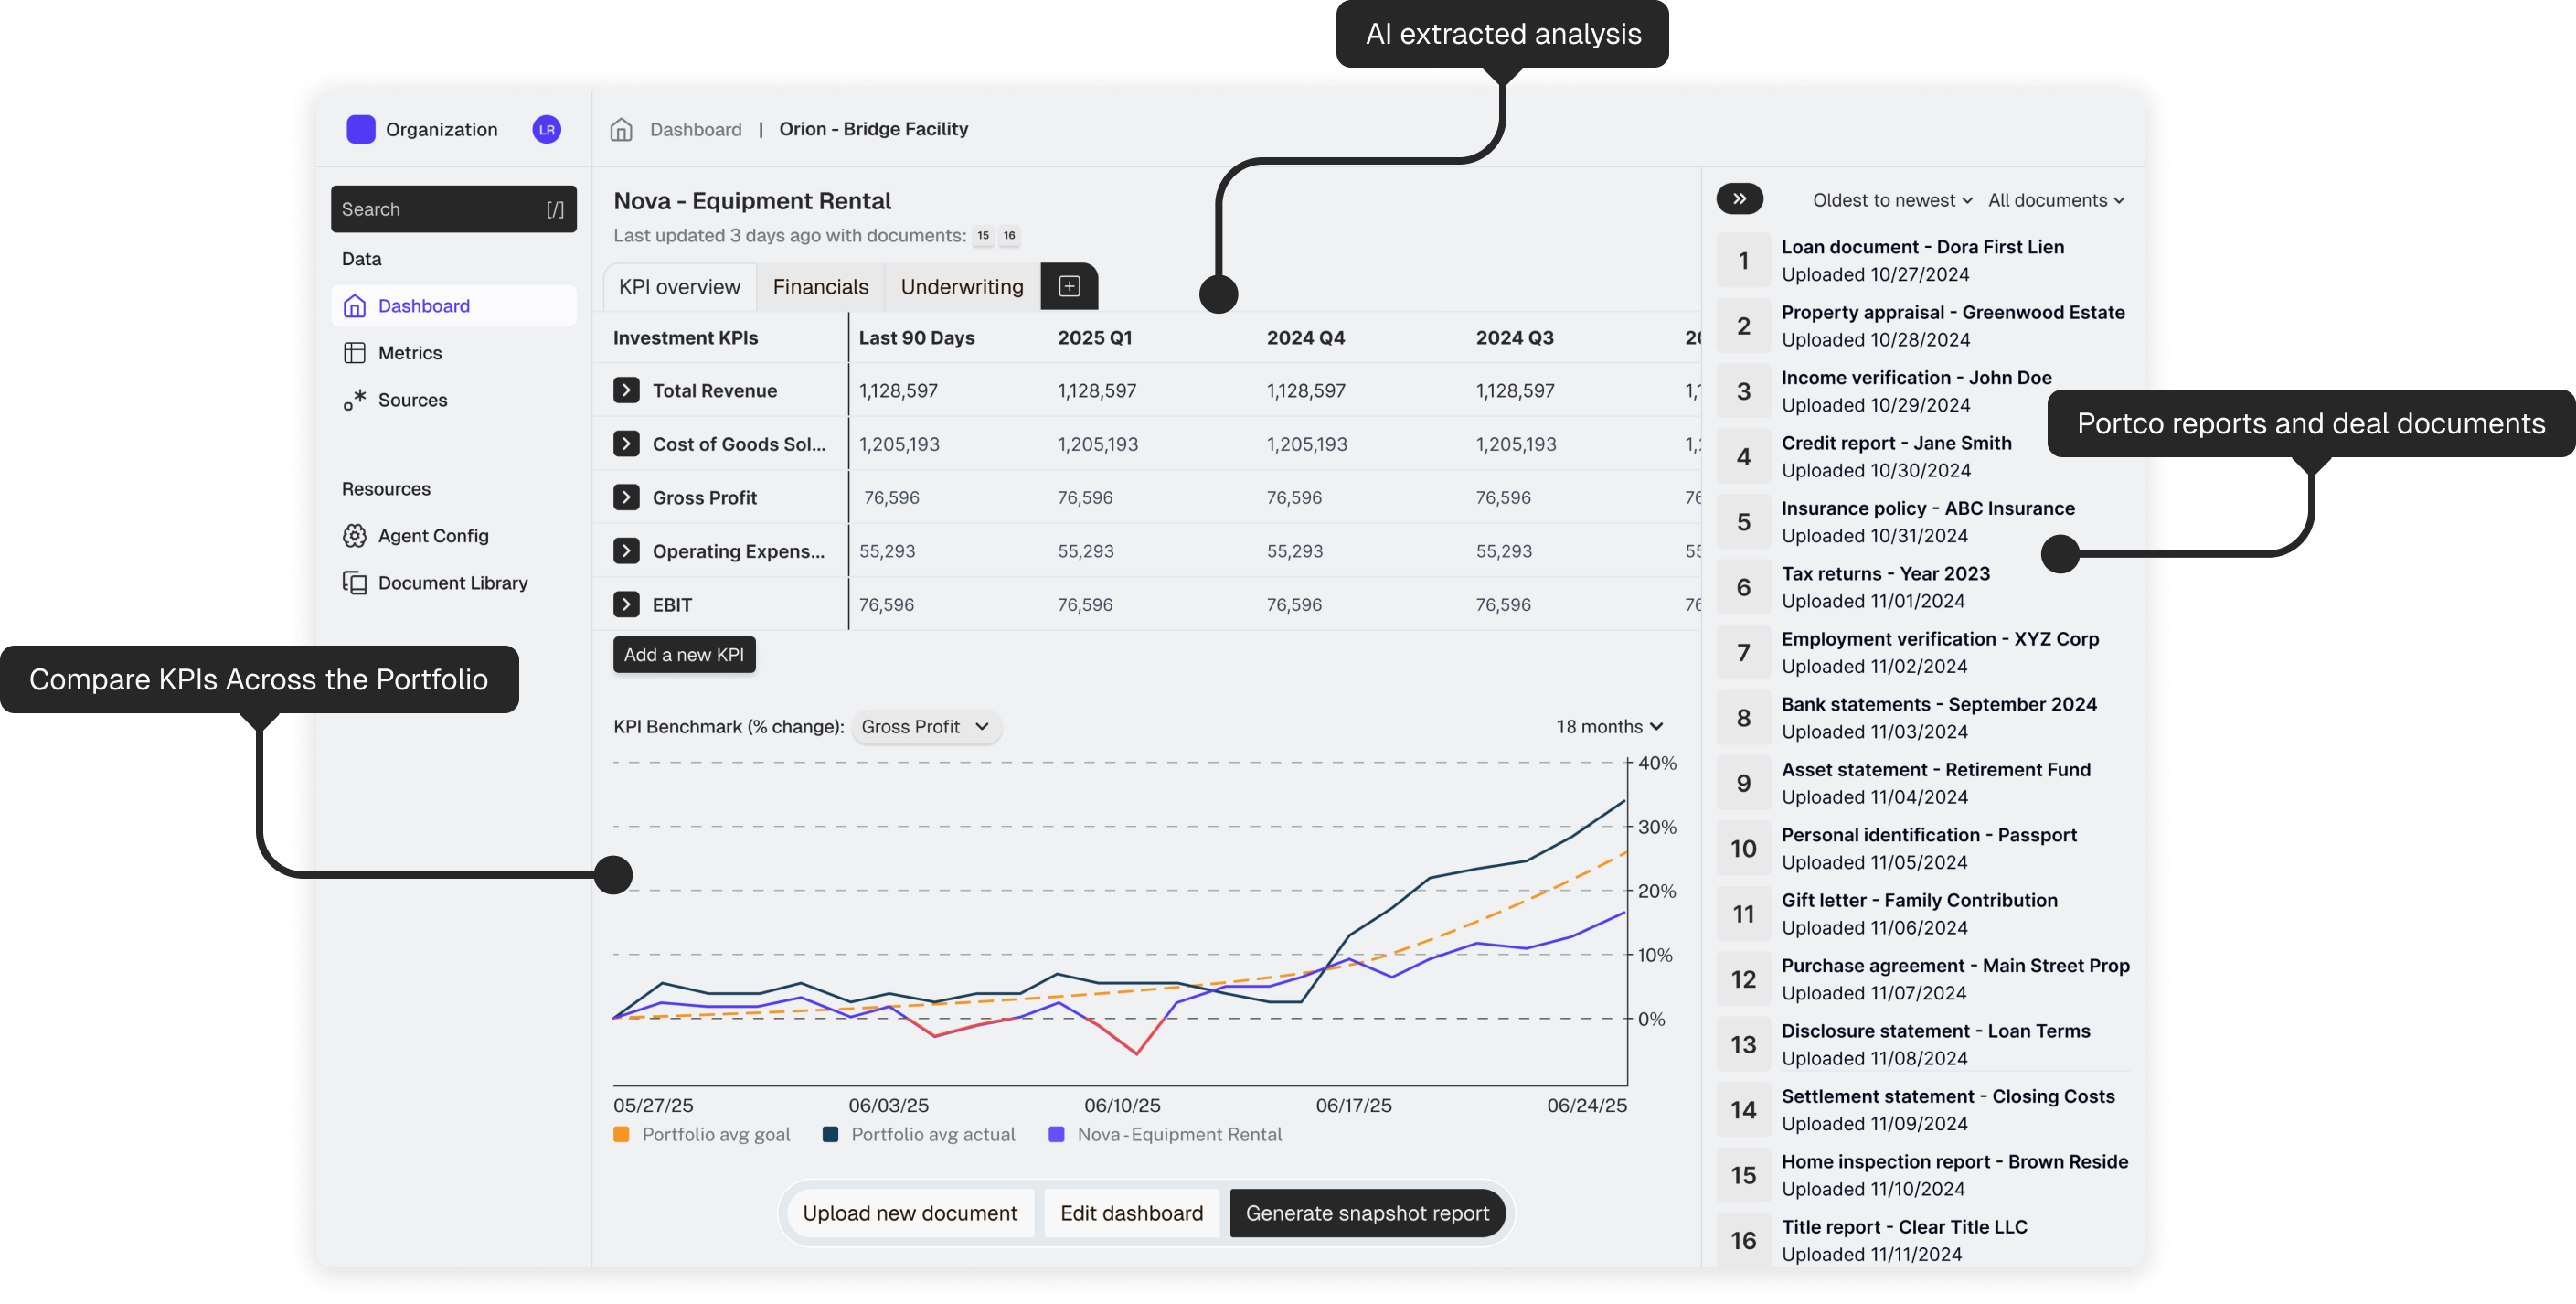 AI extracted analysis
Organization
LR
Dashboard | Orion - Bridge Facility
Search [/]
Data
Dashboard
Metrics
Sources
Resources
Agent Config
Document Library
Compare KPIs Across the Portfolio
Nova - Equipment Rental
Last updated 3 days ago with documents: 15 16
KPI overview Financials Underwriting
Investment KPIs Last 90 Days 2025 Q1 2024 Q4 2024 Q3
Total Revenue 1,128,597 1,128,597 1,128,597 1,128,597
Cost of Goods Sol... 1,205,193 1,205,193 1,205,193 1,205,193
Gross Profit 76,596 76,596 76,596 76,596
Operating Expens... 55,293 55,293 55,293 55,293
EBIT 76,596 76,596 76,596 76,596
Add a new KPI
KPI Benchmark (% change): Gross Profit 18 months
40%
30%
20%
10%
0%
05/27/25 06/03/25 06/10/25 06/17/25 06/24/25
Portfolio avg goal Portfolio avg actual Nova - Equipment Rental
Upload new document Edit dashboard Generate snapshot report
Oldest to newest All documents
1 Loan document - Dora First Lien
Uploaded 10/27/2024
2 Property appraisal - Greenwood Estate
Uploaded 10/28/2024
3 Income verification - John Doe
Uploaded 10/29/2024
4 Credit report - Jane Smith
Uploaded 10/30/2024
5 Insurance policy - ABC Insurance
Uploaded 10/31/2024
6 Tax returns - Year 2023
Uploaded 11/01/2024
7 Employment verification - XYZ Corp
Uploaded 11/02/2024
8 Bank statements - September 2024
Uploaded 11/03/2024
9 Asset statement - Retirement Fund
Uploaded 11/04/2024
10 Personal identification - Passport
Uploaded 11/05/2024
11 Gift letter - Family Contribution
Uploaded 11/06/2024
12 Purchase agreement - Main Street Prop
Uploaded 11/07/2024
13 Disclosure statement - Loan Terms
Uploaded 11/08/2024
14 Settlement statement - Closing Costs
Uploaded 11/09/2024
15 Home inspection report - Brown Reside
Uploaded 11/10/2024
16 Title report - Clear Title LLC
Uploaded 11/11/2024
Portco reports and deal documents